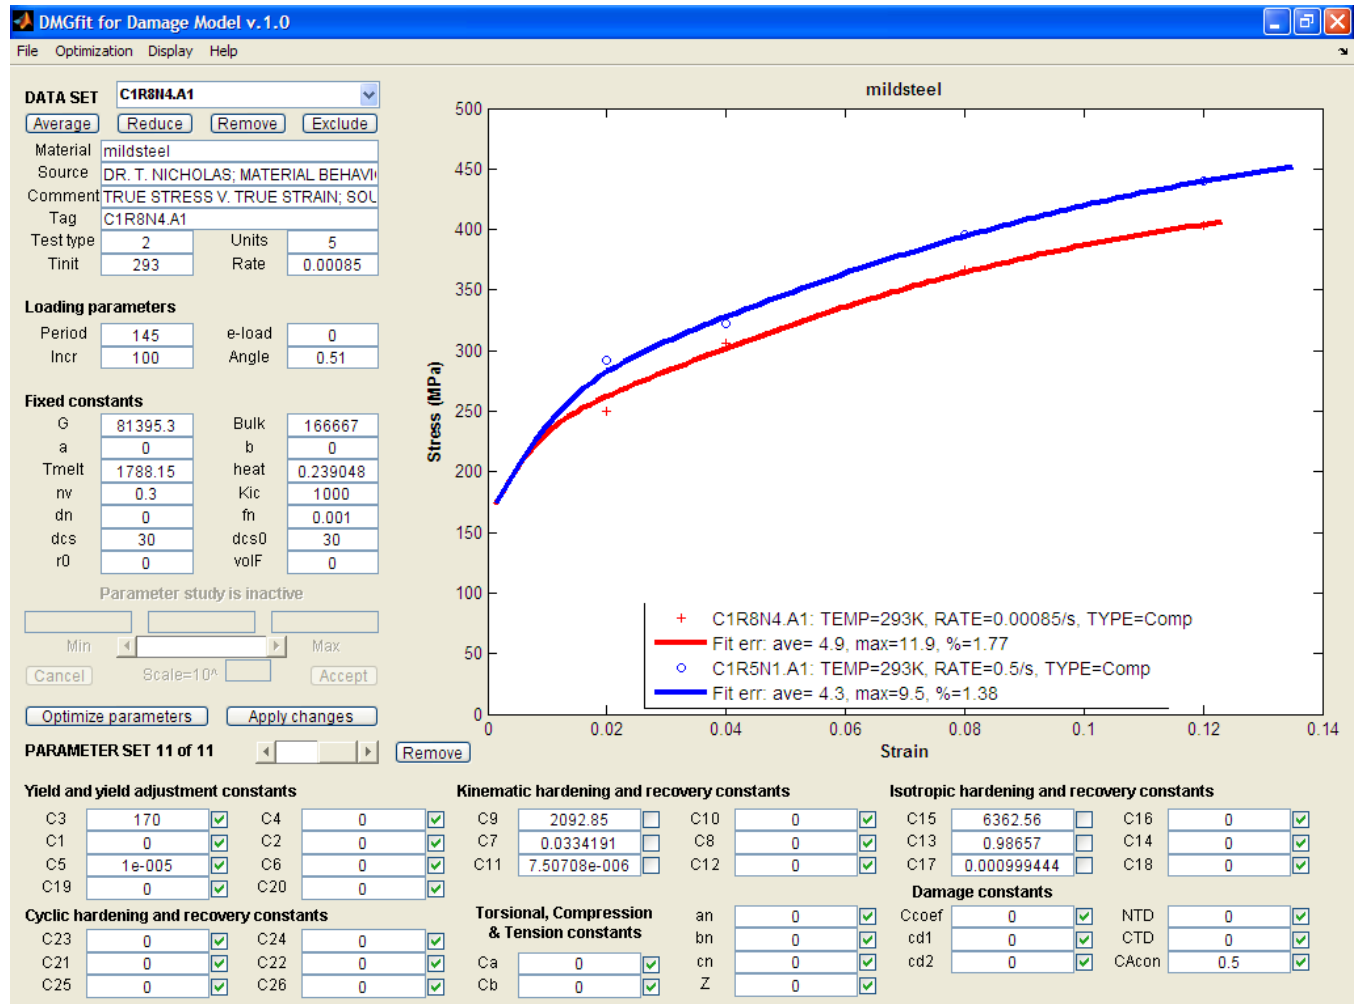 DMGfit for Damage Model v.1.0
File Optimization Display Help
DATA SET C1R8N4.A1
Average Reduce Remove Exclude
Material mildsteel
Source DR. T. NICHOLAS; MATERIAL BEHAVI
Comment TRUE STRESS V. TRUE STRAIN; SOU
Tag C1R8N4.A1
Test type 2 Units 5
Tinit 293 Rate 0.00085
Loading parameters
Period 145 e-load 0
Incr 100 Angle 0.51
Fixed constants
G 81395.3 Bulk 166667
a 0 b 0
Tmelt 1788.15 heat 0.239048
nv 0.3 Kic 1000
dn 0 fn 0.001
dcs 30 dcs0 30
r0 0 volF 0
Parameter study is inactive
Min Max
Cancel Scale=10^ Accept
Optimize parameters Apply changes
PARAMETER SET 11 of 11 Remove
mildsteel
500
450
400
350
300
250
200
150
100
50
0
Stress (MPa)
C1R8N4.A1: TEMP=293K, RATE=0.00085/s, TYPE=Comp
Fit err: ave= 4.9, max=11.9, %=1.77
C1R5N1.A1: TEMP=293K, RATE=0.5/s, TYPE=Comp
Fit err: ave= 4.3, max=9.5, %=1.38
0 0.02 0.04 0.06 0.08 0.1 0.12 0.14
Strain
Yield and yield adjustment constants
C3 170 C4 0
C1 0 C2 0
C5 1e-005 C6 0
C19 0 C20 0
Kinematic hardening and recovery constants
C9 2092.85 C10 0
C7 0.0334191 C8 0
C11 7.50708e-006 C12 0
Isotropic hardening and recovery constants
C15 6362.56 C16 0
C13 0.98657 C14 0
C17 0.000999444 C18 0
Cyclic hardening and recovery constants
C23 0 C24 0
C21 0 C22 0
C25 0 C26 0
Torsional, Compression
& Tension constants
Ca 0
Cb 0
an 0
bn 0
cn 0
Z 0
Damage constants
Ccoef 0 NTD 0
cd1 0 CTD 0
cd2 0 CAcon 0.5